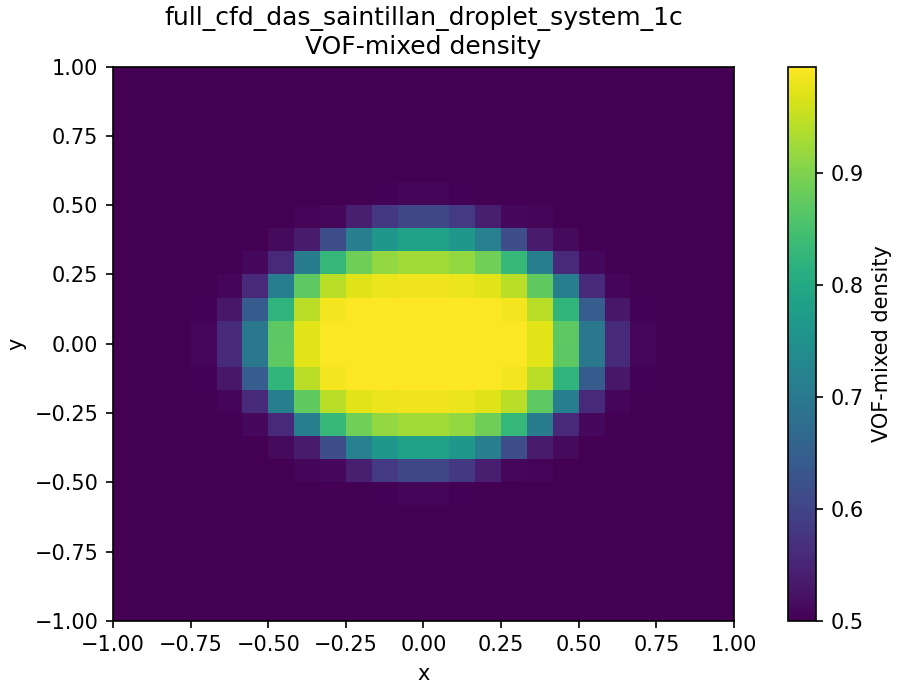 full_cfd_das_saintillan_droplet_system_1c
VOF-mixed density
1.00
0.75
0.50
0.25
0.00
−0.25
−0.50
−0.75
−1.00
y
−1.00 −0.75 −0.50 −0.25 0.00 0.25 0.50 0.75 1.00
x
0.9
0.8
0.7
0.6
0.5
VOF-mixed density